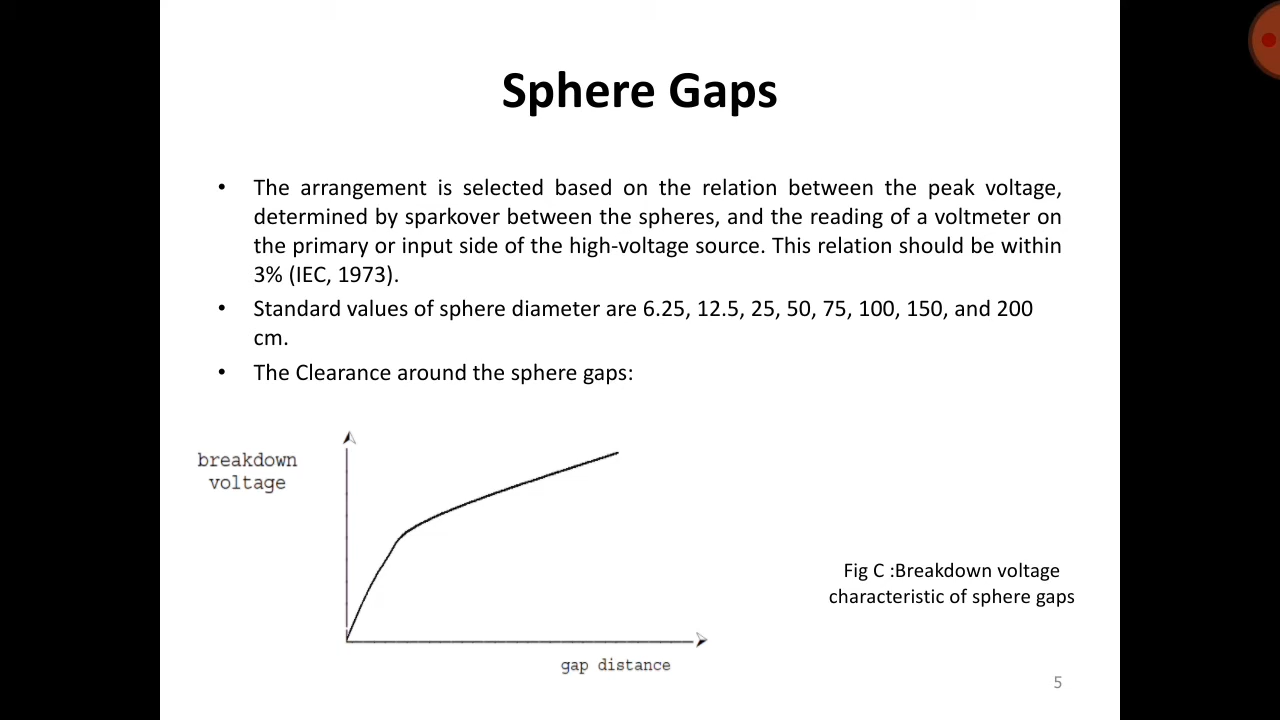 Sphere Gaps
• The arrangement is selected based on the relation between the peak voltage,
determined by sparkover between the spheres, and the reading of a voltmeter on
the primary or input side of the high-voltage source. This relation should be within
3% (IEC, 1973).
• Standard values of sphere diameter are 6.25, 12.5, 25, 50, 75, 100, 150, and 200
cm.
• The Clearance around the sphere gaps:
breakdown
voltage
gap distance
Fig C :Breakdown voltage
characteristic of sphere gaps
5